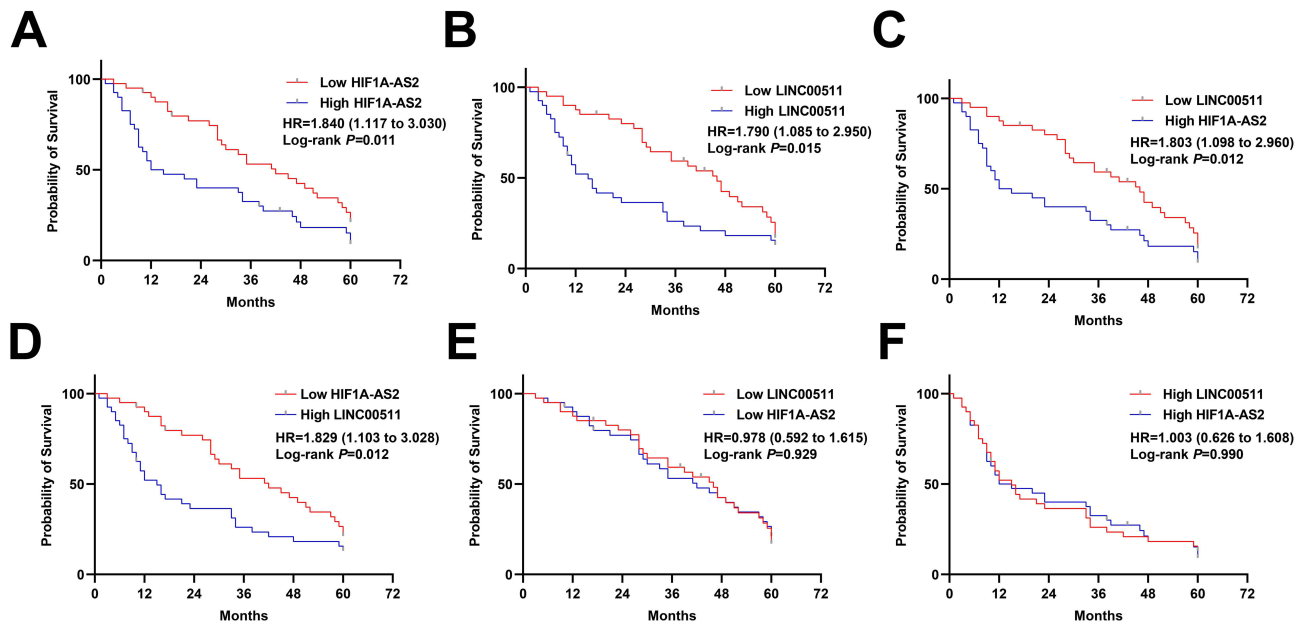 A
Probability of Survival
100
50
0
0 12 24 36 48 60 72
Months
Low HIF1A-AS2
High HIF1A-AS2
HR=1.840 (1.117 to 3.030)
Log-rank P=0.011
B
Probability of Survival
100
50
0
0 12 24 36 48 60 72
Months
Low LINC00511
High LINC00511
HR=1.790 (1.085 to 2.950)
Log-rank P=0.015
C
Probability of Survival
100
50
0
0 12 24 36 48 60 72
Months
Low LINC00511
High HIF1A-AS2
HR=1.803 (1.098 to 2.960)
Log-rank P=0.012
D
Probability of Survival
100
50
0
0 12 24 36 48 60 72
Months
Low HIF1A-AS2
High LINC00511
HR=1.829 (1.103 to 3.028)
Log-rank P=0.012
E
Probability of Survival
100
50
0
0 12 24 36 48 60 72
Months
Low LINC00511
Low HIF1A-AS2
HR=0.978 (0.592 to 1.615)
Log-rank P=0.929
F
Probability of Survival
100
50
0
0 12 24 36 48 60 72
Months
High LINC00511
High HIF1A-AS2
HR=1.003 (0.626 to 1.608)
Log-rank P=0.990